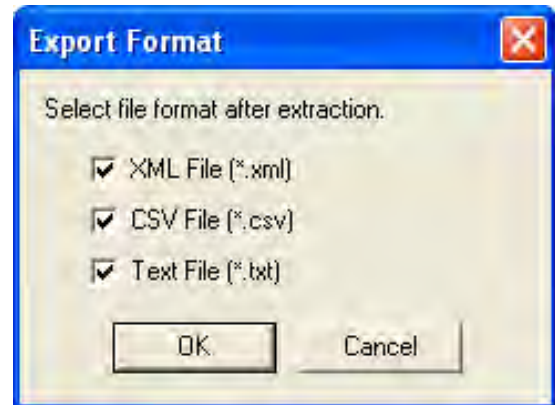 Export Format
Select file format after extraction.
XML File (*.xml)
CSV File (*.csv)
Text File (*.txt)
OK Cancel